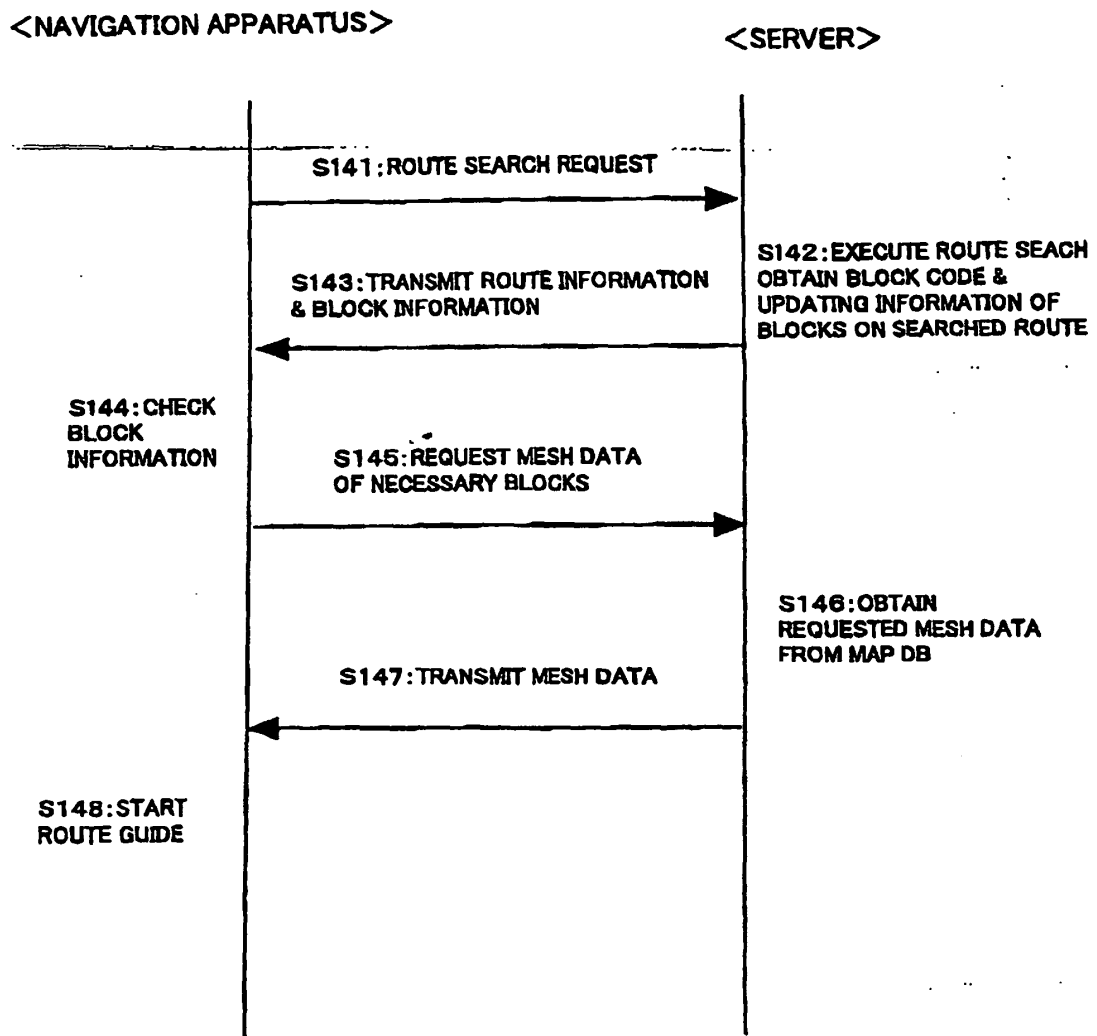 <NAVIGATION APPARATUS>
<SERVER>
S141:ROUTE SEARCH REQUEST
S142:EXECUTE ROUTE SEACH
OBTAIN BLOCK CODE &
UPDATING INFORMATION OF
BLOCKS ON SEARCHED ROUTE
S143:TRANSMIT ROUTE INFORMATION
& BLOCK INFORMATION
S144:CHECK
BLOCK
INFORMATION
S145:REQUEST MESH DATA
OF NECESSARY BLOCKS
S146:OBTAIN
REQUESTED MESH DATA
FROM MAP DB
S147:TRANSMIT MESH DATA
S148:START
ROUTE GUIDE